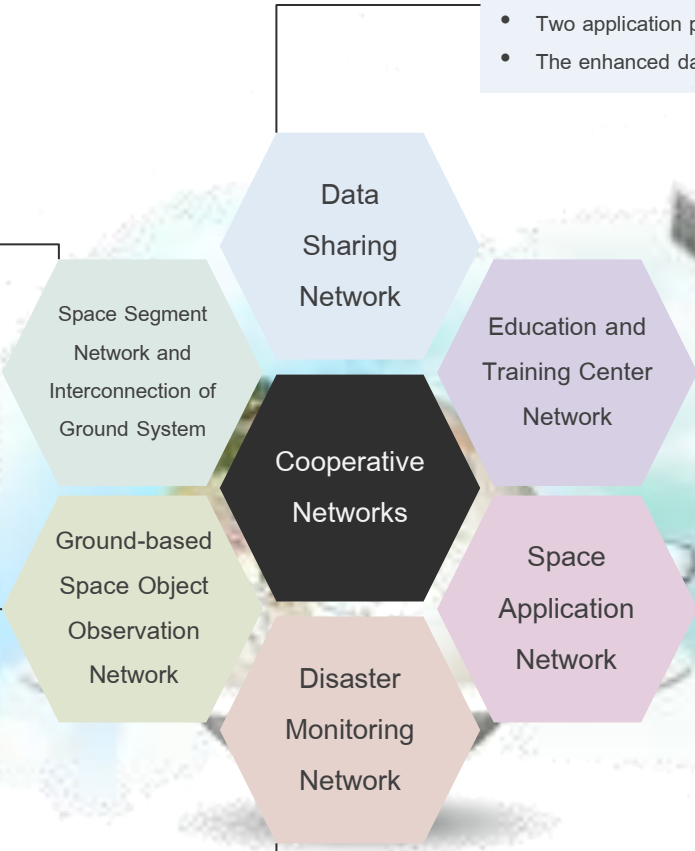 • Two application
• The enhanced
Data
Sharing
Network
Space Segment
Network and
Interconnection of
Ground System
Education and
Training Center
Network
Cooperative
Networks
Ground-based
Space Object
Observation
Network
Space
Application
Network
Disaster
Monitoring
Network